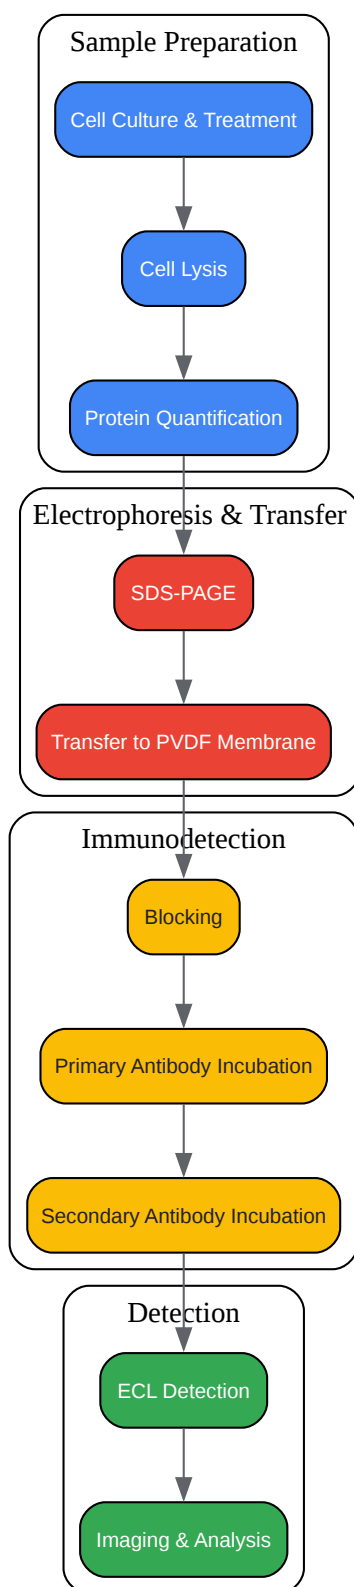 Sample Preparation
Cell Culture & Treatment
Cell Lysis
Protein Quantification
Electrophoresis & Transfer
SDS-PAGE
Transfer to PVDF Membrane
Immunodetection
Blocking
Primary Antibody Incubation
Secondary Antibody Incubation
Detection
ECL Detection
Imaging & Analysis